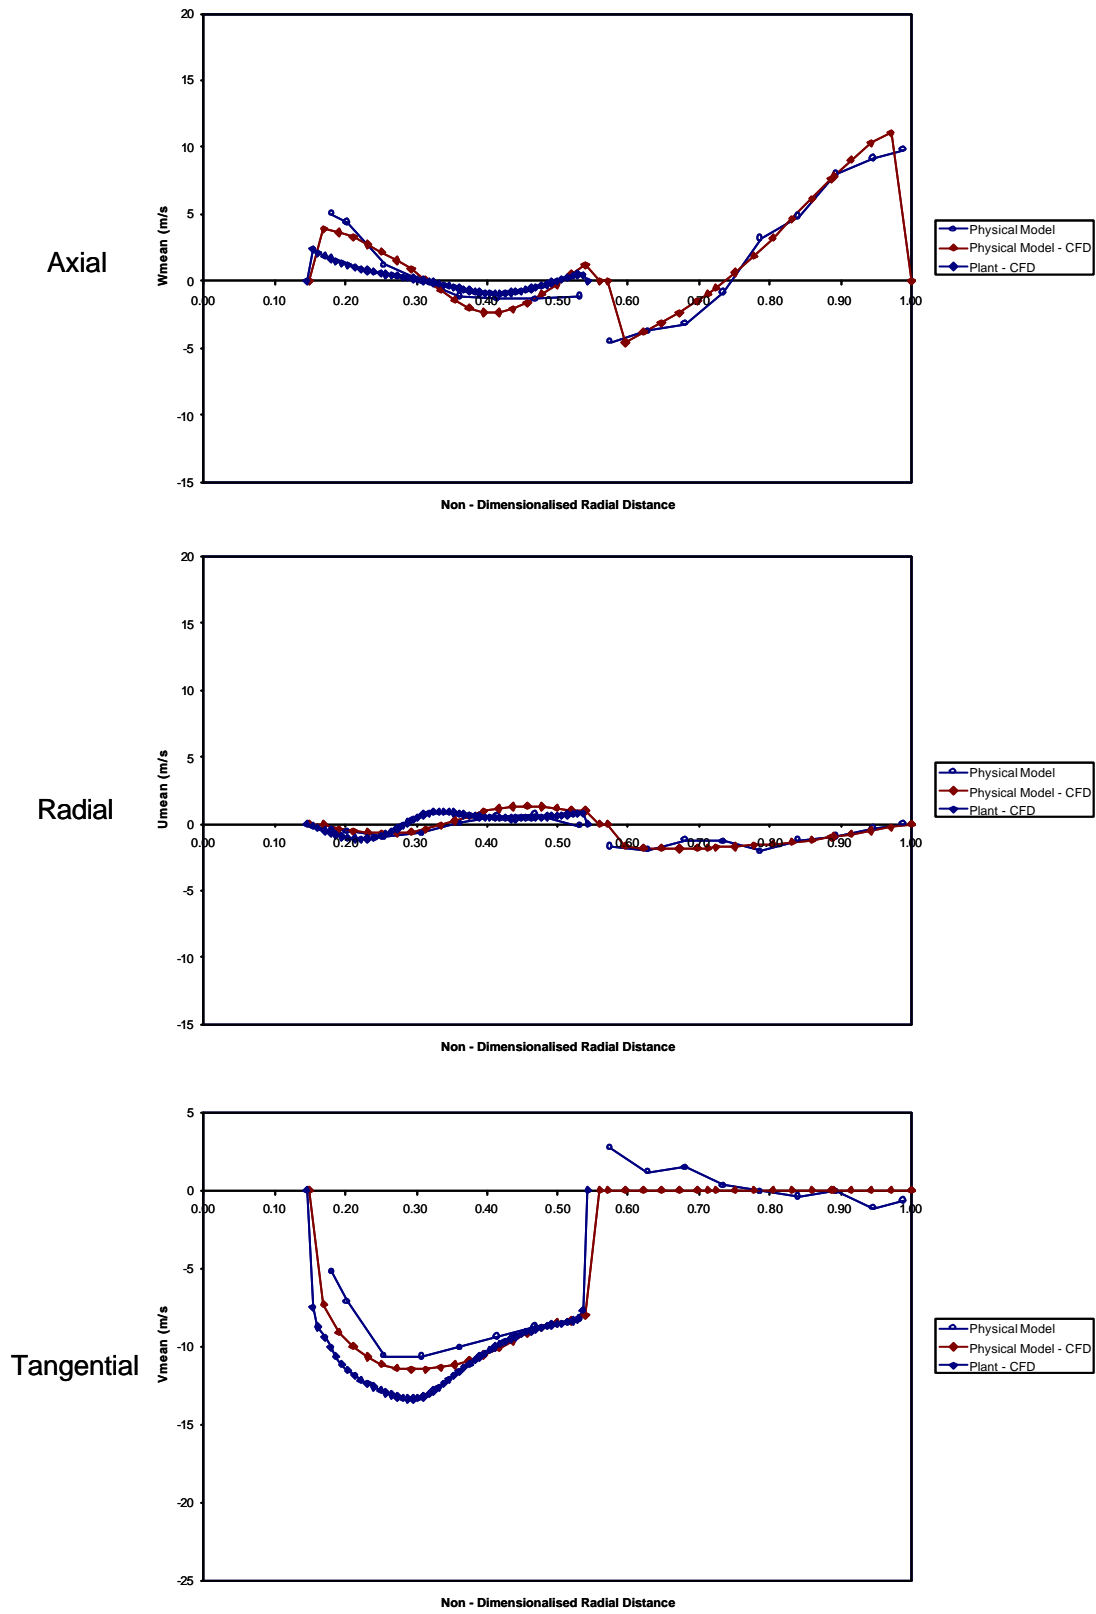 Axial
Wmean (m/s
20
15
10
5
0
-5
-10
-15
0.00 0.10 0.20 0.30 0.40 0.50 0.60 0.70 0.80 0.90 1.00
Non - Dimensionalised Radial Distance
Physical Model
Physical Model - CFD
Plant - CFD
Radial
Umean (m/s
20
15
10
5
0
-5
-10
-15
0.00 0.10 0.20 0.30 0.40 0.50 0.60 0.70 0.80 0.90 1.00
Non - Dimensionalised Radial Distance
Physical Model
Physical Model - CFD
Plant - CFD
Tangential
Vmean (m/s
5
0
-5
-10
-15
-20
-25
0.00 0.10 0.20 0.30 0.40 0.50 0.60 0.70 0.80 0.90 1.00
Non - Dimensionalised Radial Distance
Physical Model
Physical Model - CFD
Plant - CFD